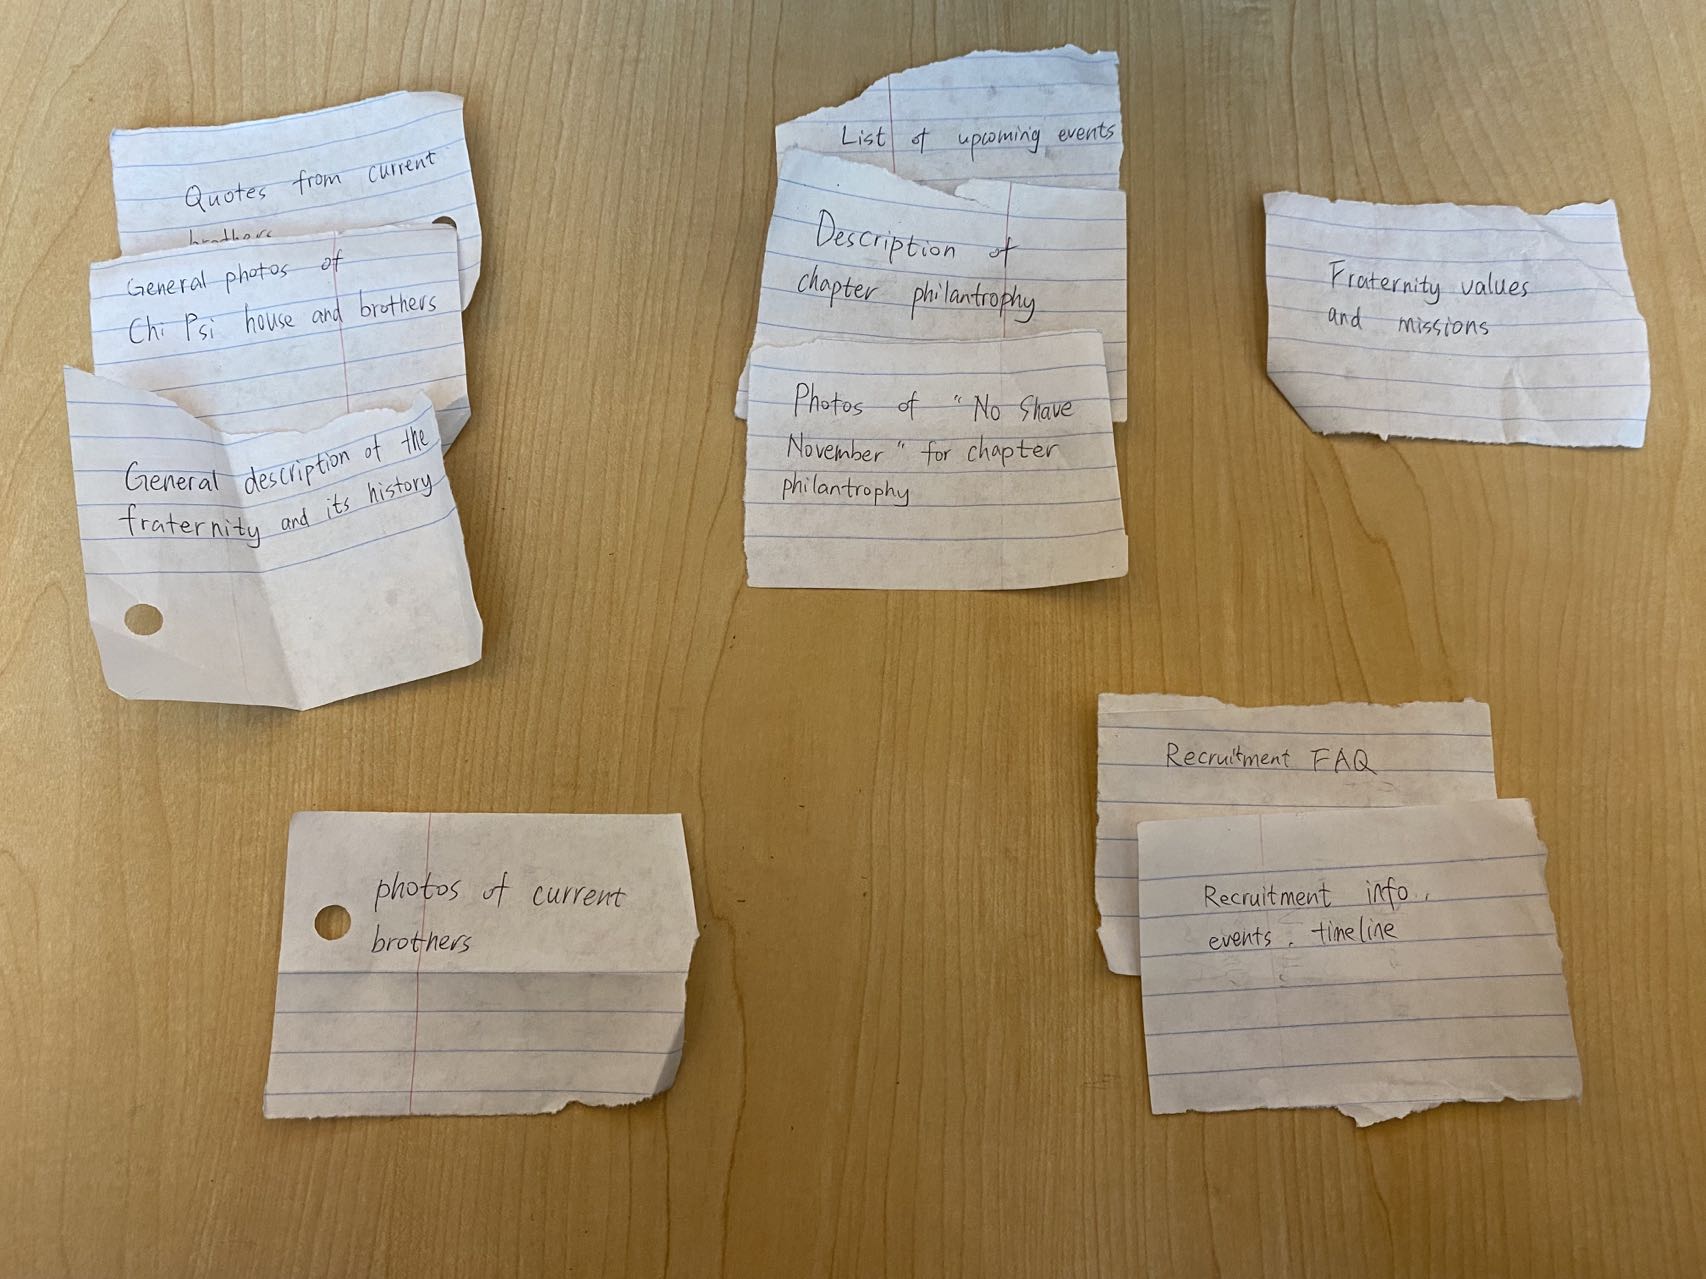 Quotes from current
brothers
General photos of
Chi Psi house and brothers
General description of the
fraternity and its history
List of upcoming events
Description of
chapter philantrophy
Photos of "No Shave
November" for chapter
philantrophy
Fraternity values
and missions
photos of current
brothers
Recruitment FAQ
Recruitment info,
events, timeline